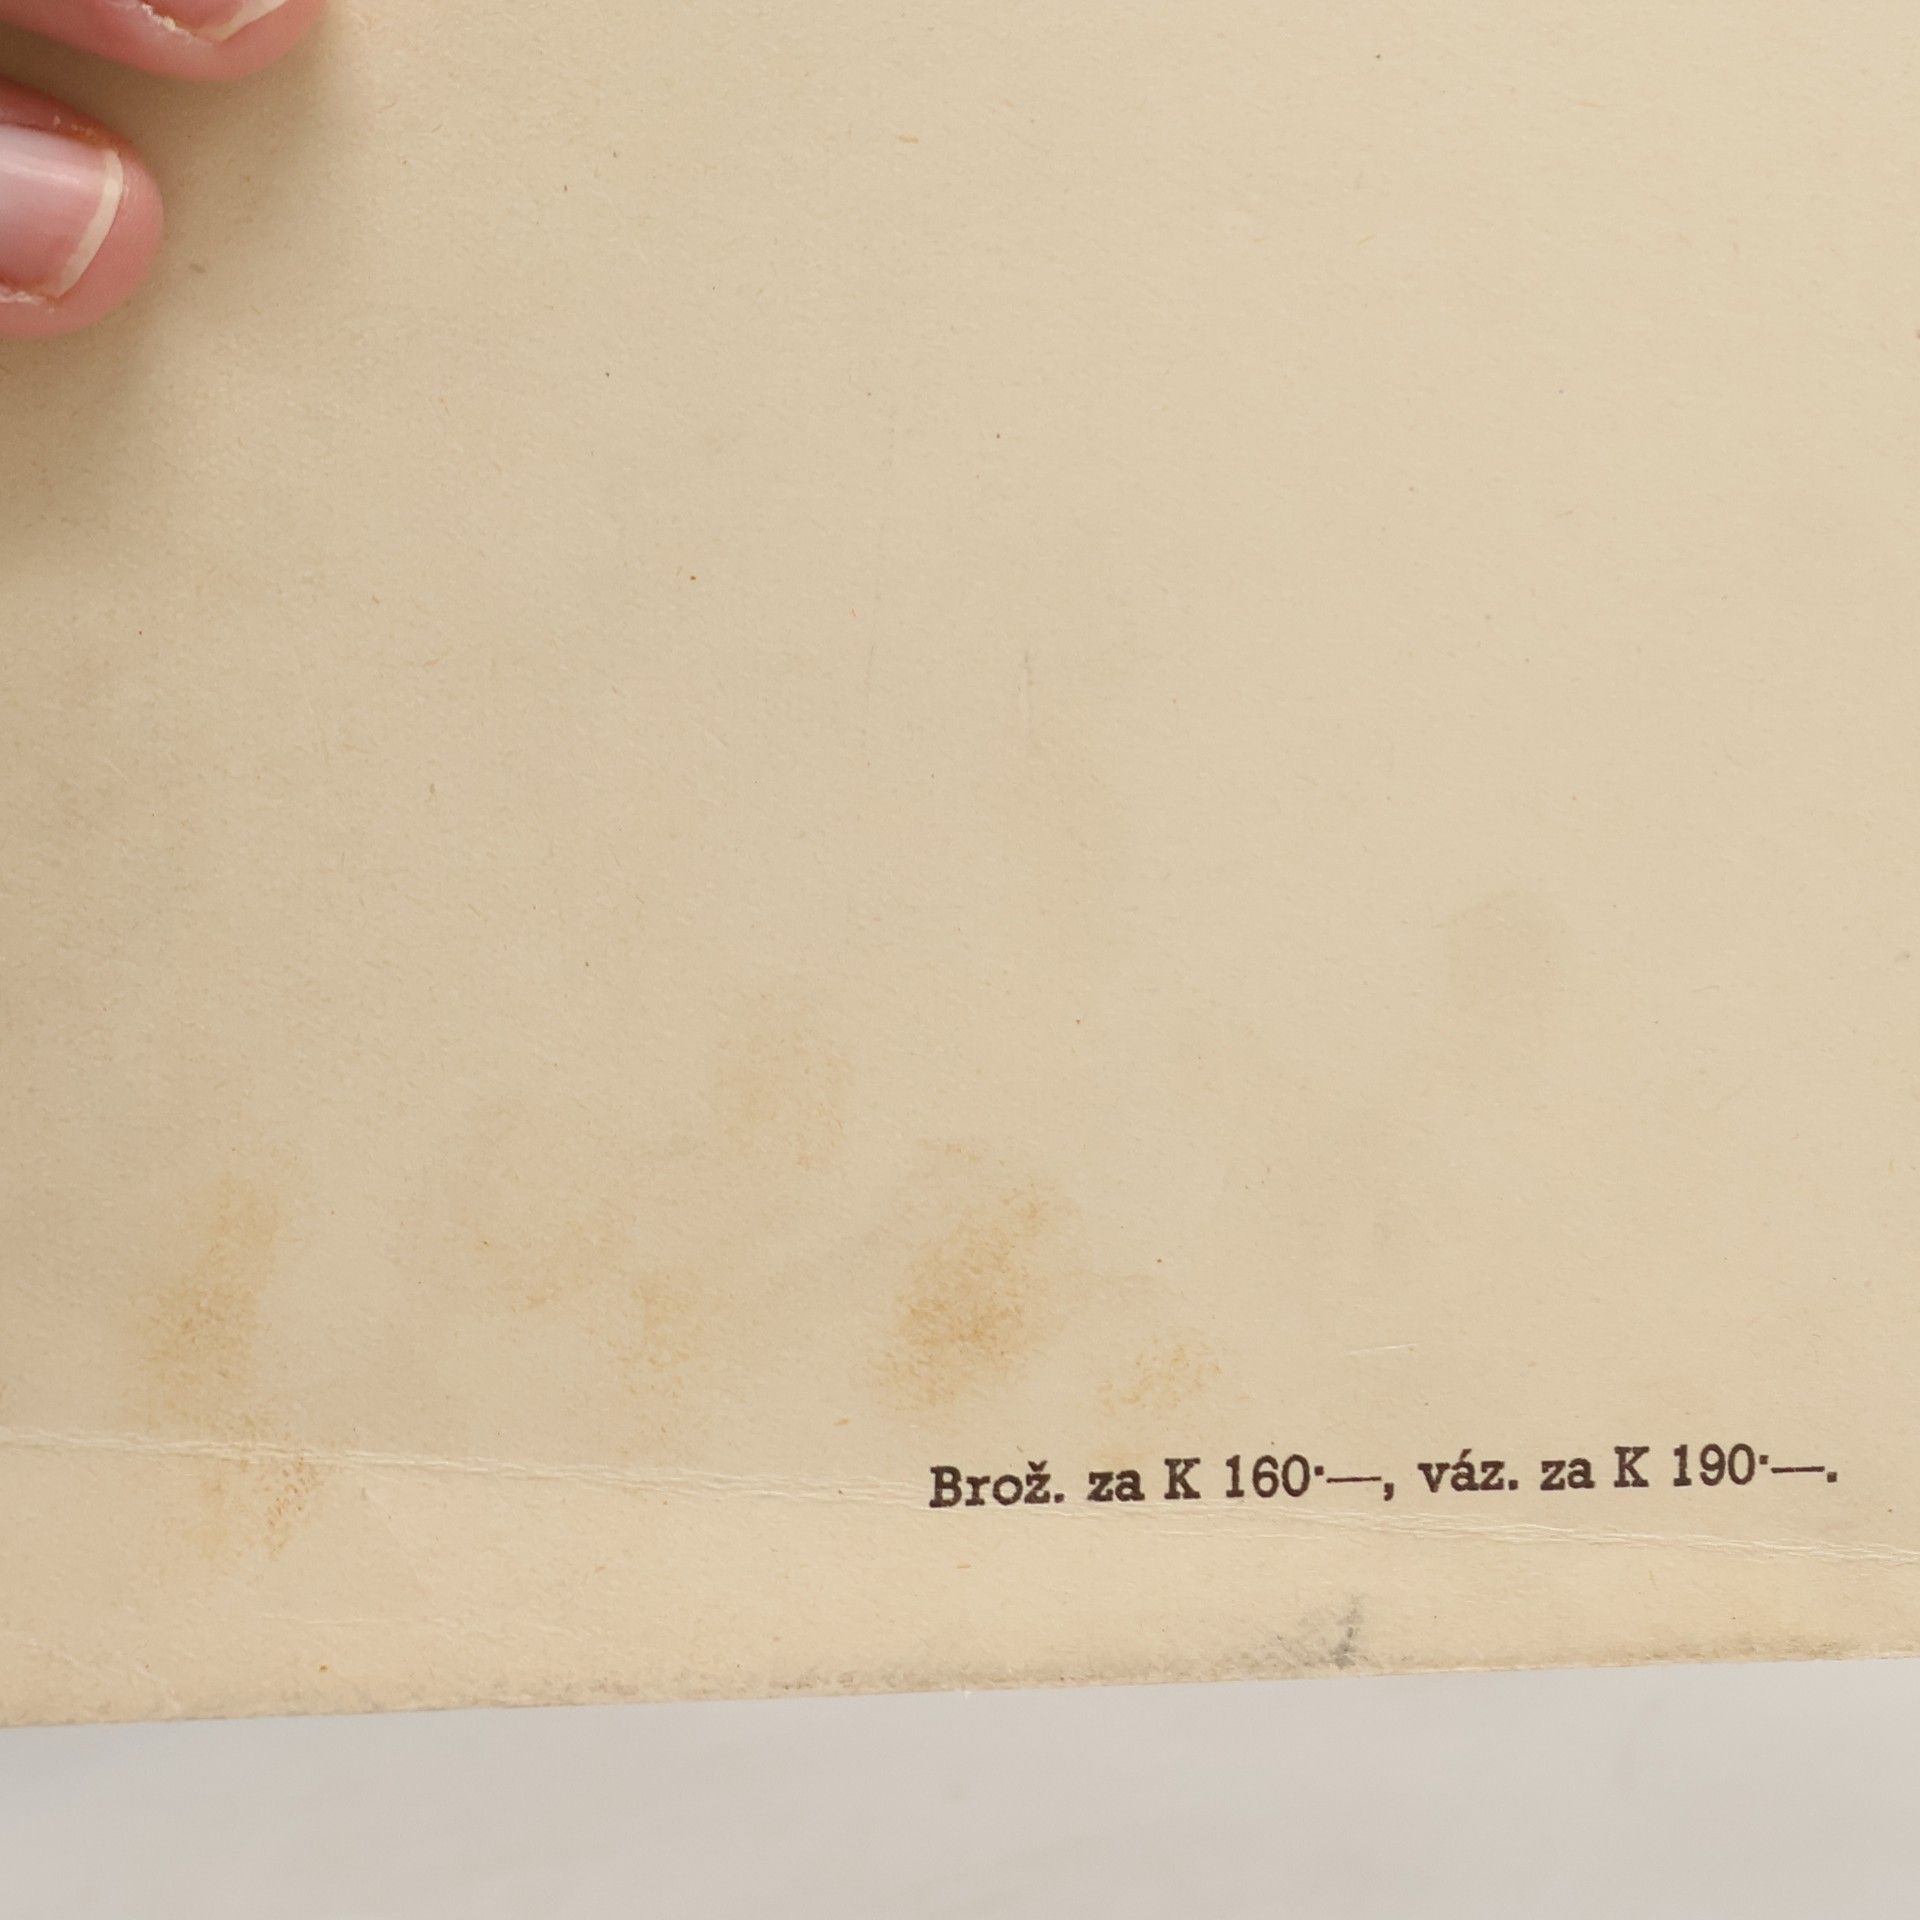 Brož. za K 160·—, váz. za K 190·—.